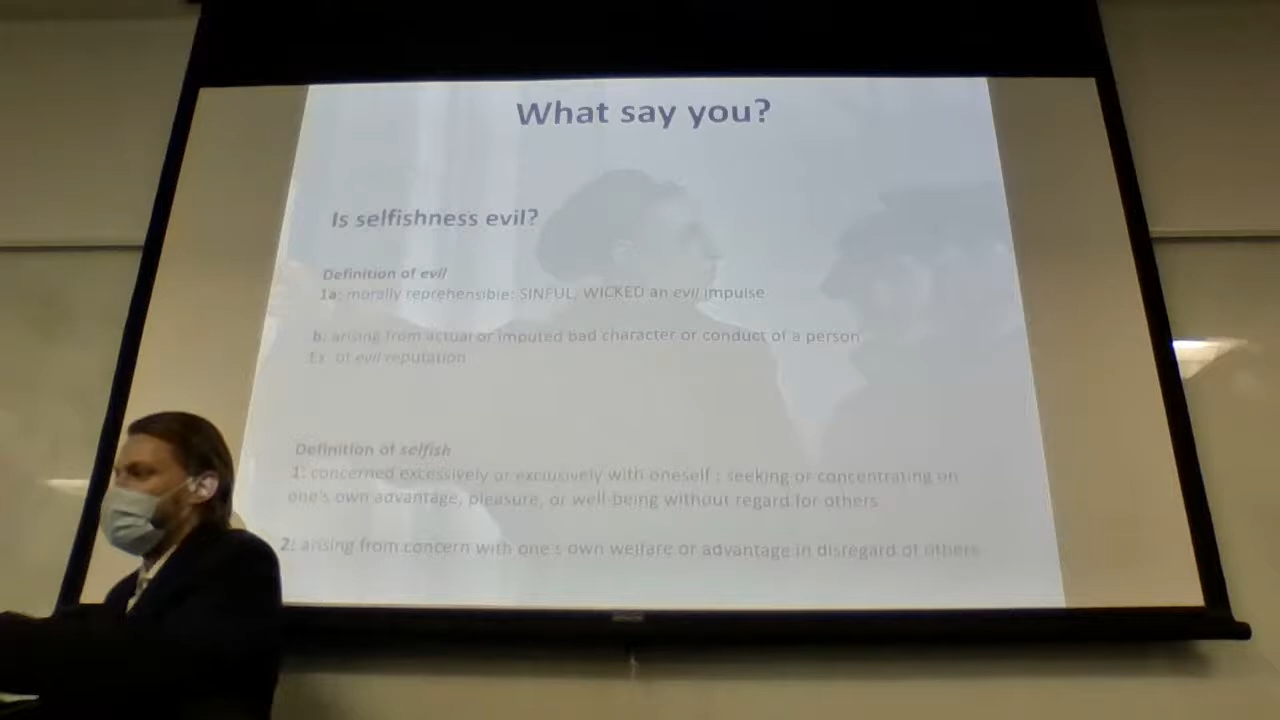 What say you?
Is selfishness evil?
Definition of evil
1a: morally reprehensible: SINFUL, WICKED an evil impulse
b: arising from actual or imputed bad character or conduct of a person
of evil reputation
Definition of selfish
1: concerned excessively or exclusively with oneself : seeking or concentrating on
one's own advantage, pleasure, or well-being without regard for others
2: arising from concern with one's own welfare or advantage in disregard of others